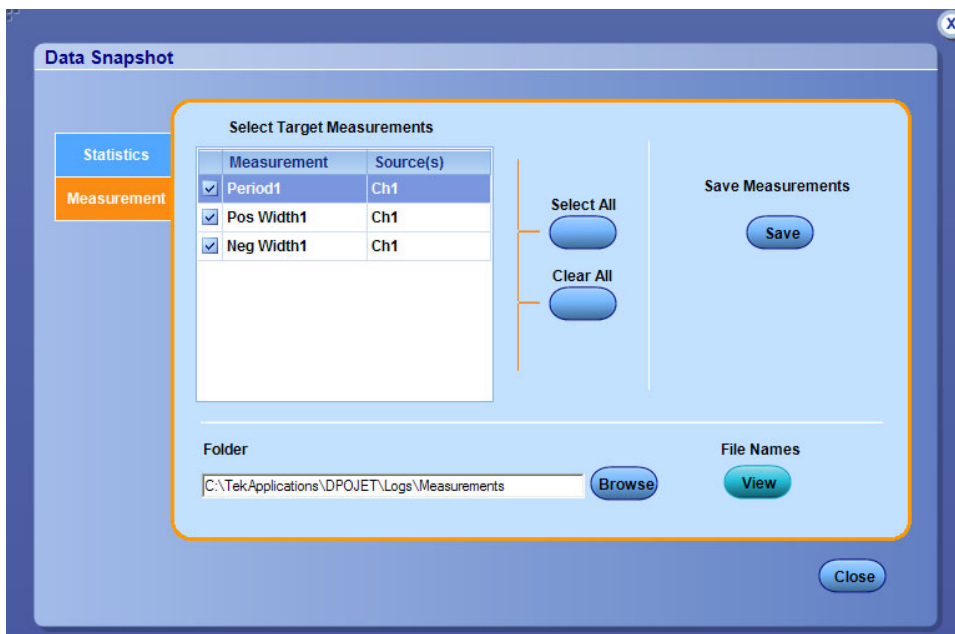 X
Data Snapshot
Statistics
Measurement
Select Target Measurements
Measurement Source(s)
Period1 Ch1
Pos Width1 Ch1
Neg Width1 Ch1
Select All
Clear All
Save Measurements
Save
Folder
C:\TekApplications\DPOJET\Logs\Measurements
Browse
File Names
View
Close